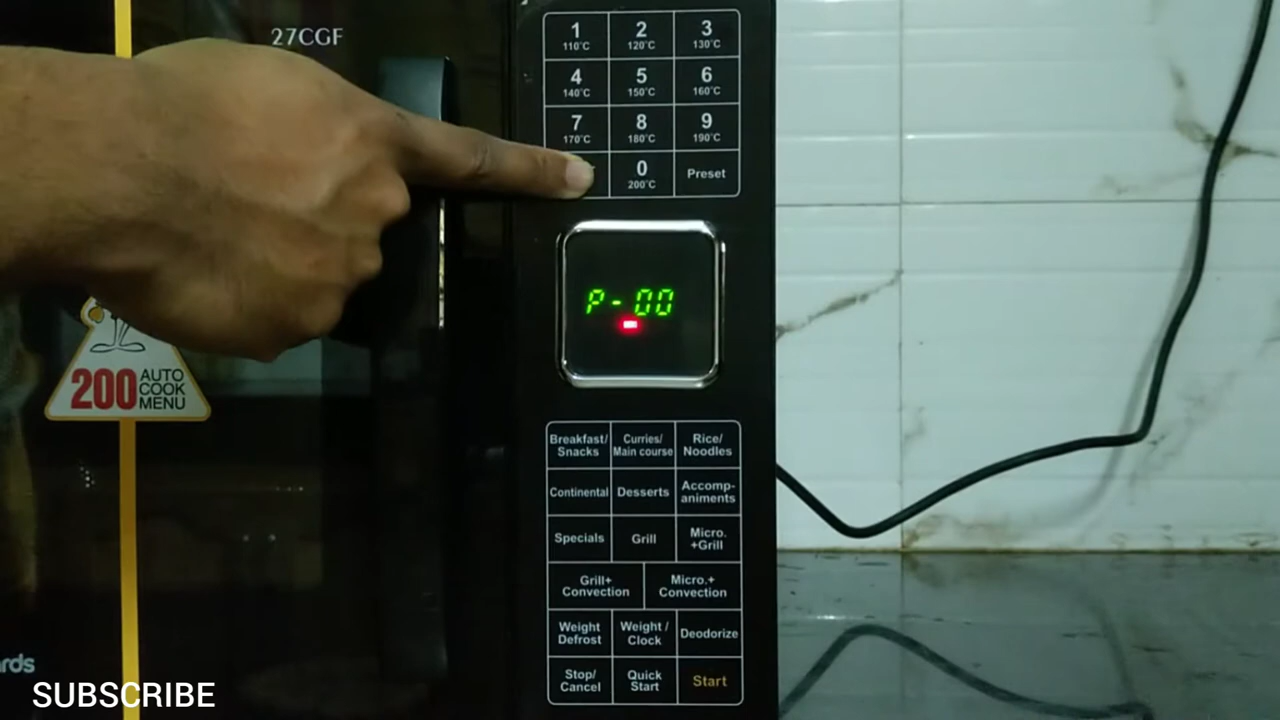 27CGF
1
110°C
2
120°C
3
130°C
4
140°C
5
150°C
6
160°C
7
170°C
8
180°C
9
190°C
0
200°C
Preset
P-00
200 AUTO
COOK
MENU
Breakfast/
Snacks
Curries/
Main course
Rice/
Noodles
Continental
Desserts
Accomp-
animents
Specials
Grill
Micro.
+Grill
Grill+
Convection
Micro.+
Convection
Weight
Defrost
Weight /
Clock
Deodorize
Stop/
Cancel
Quick
Start
Start
rds
SUBSCRIBE